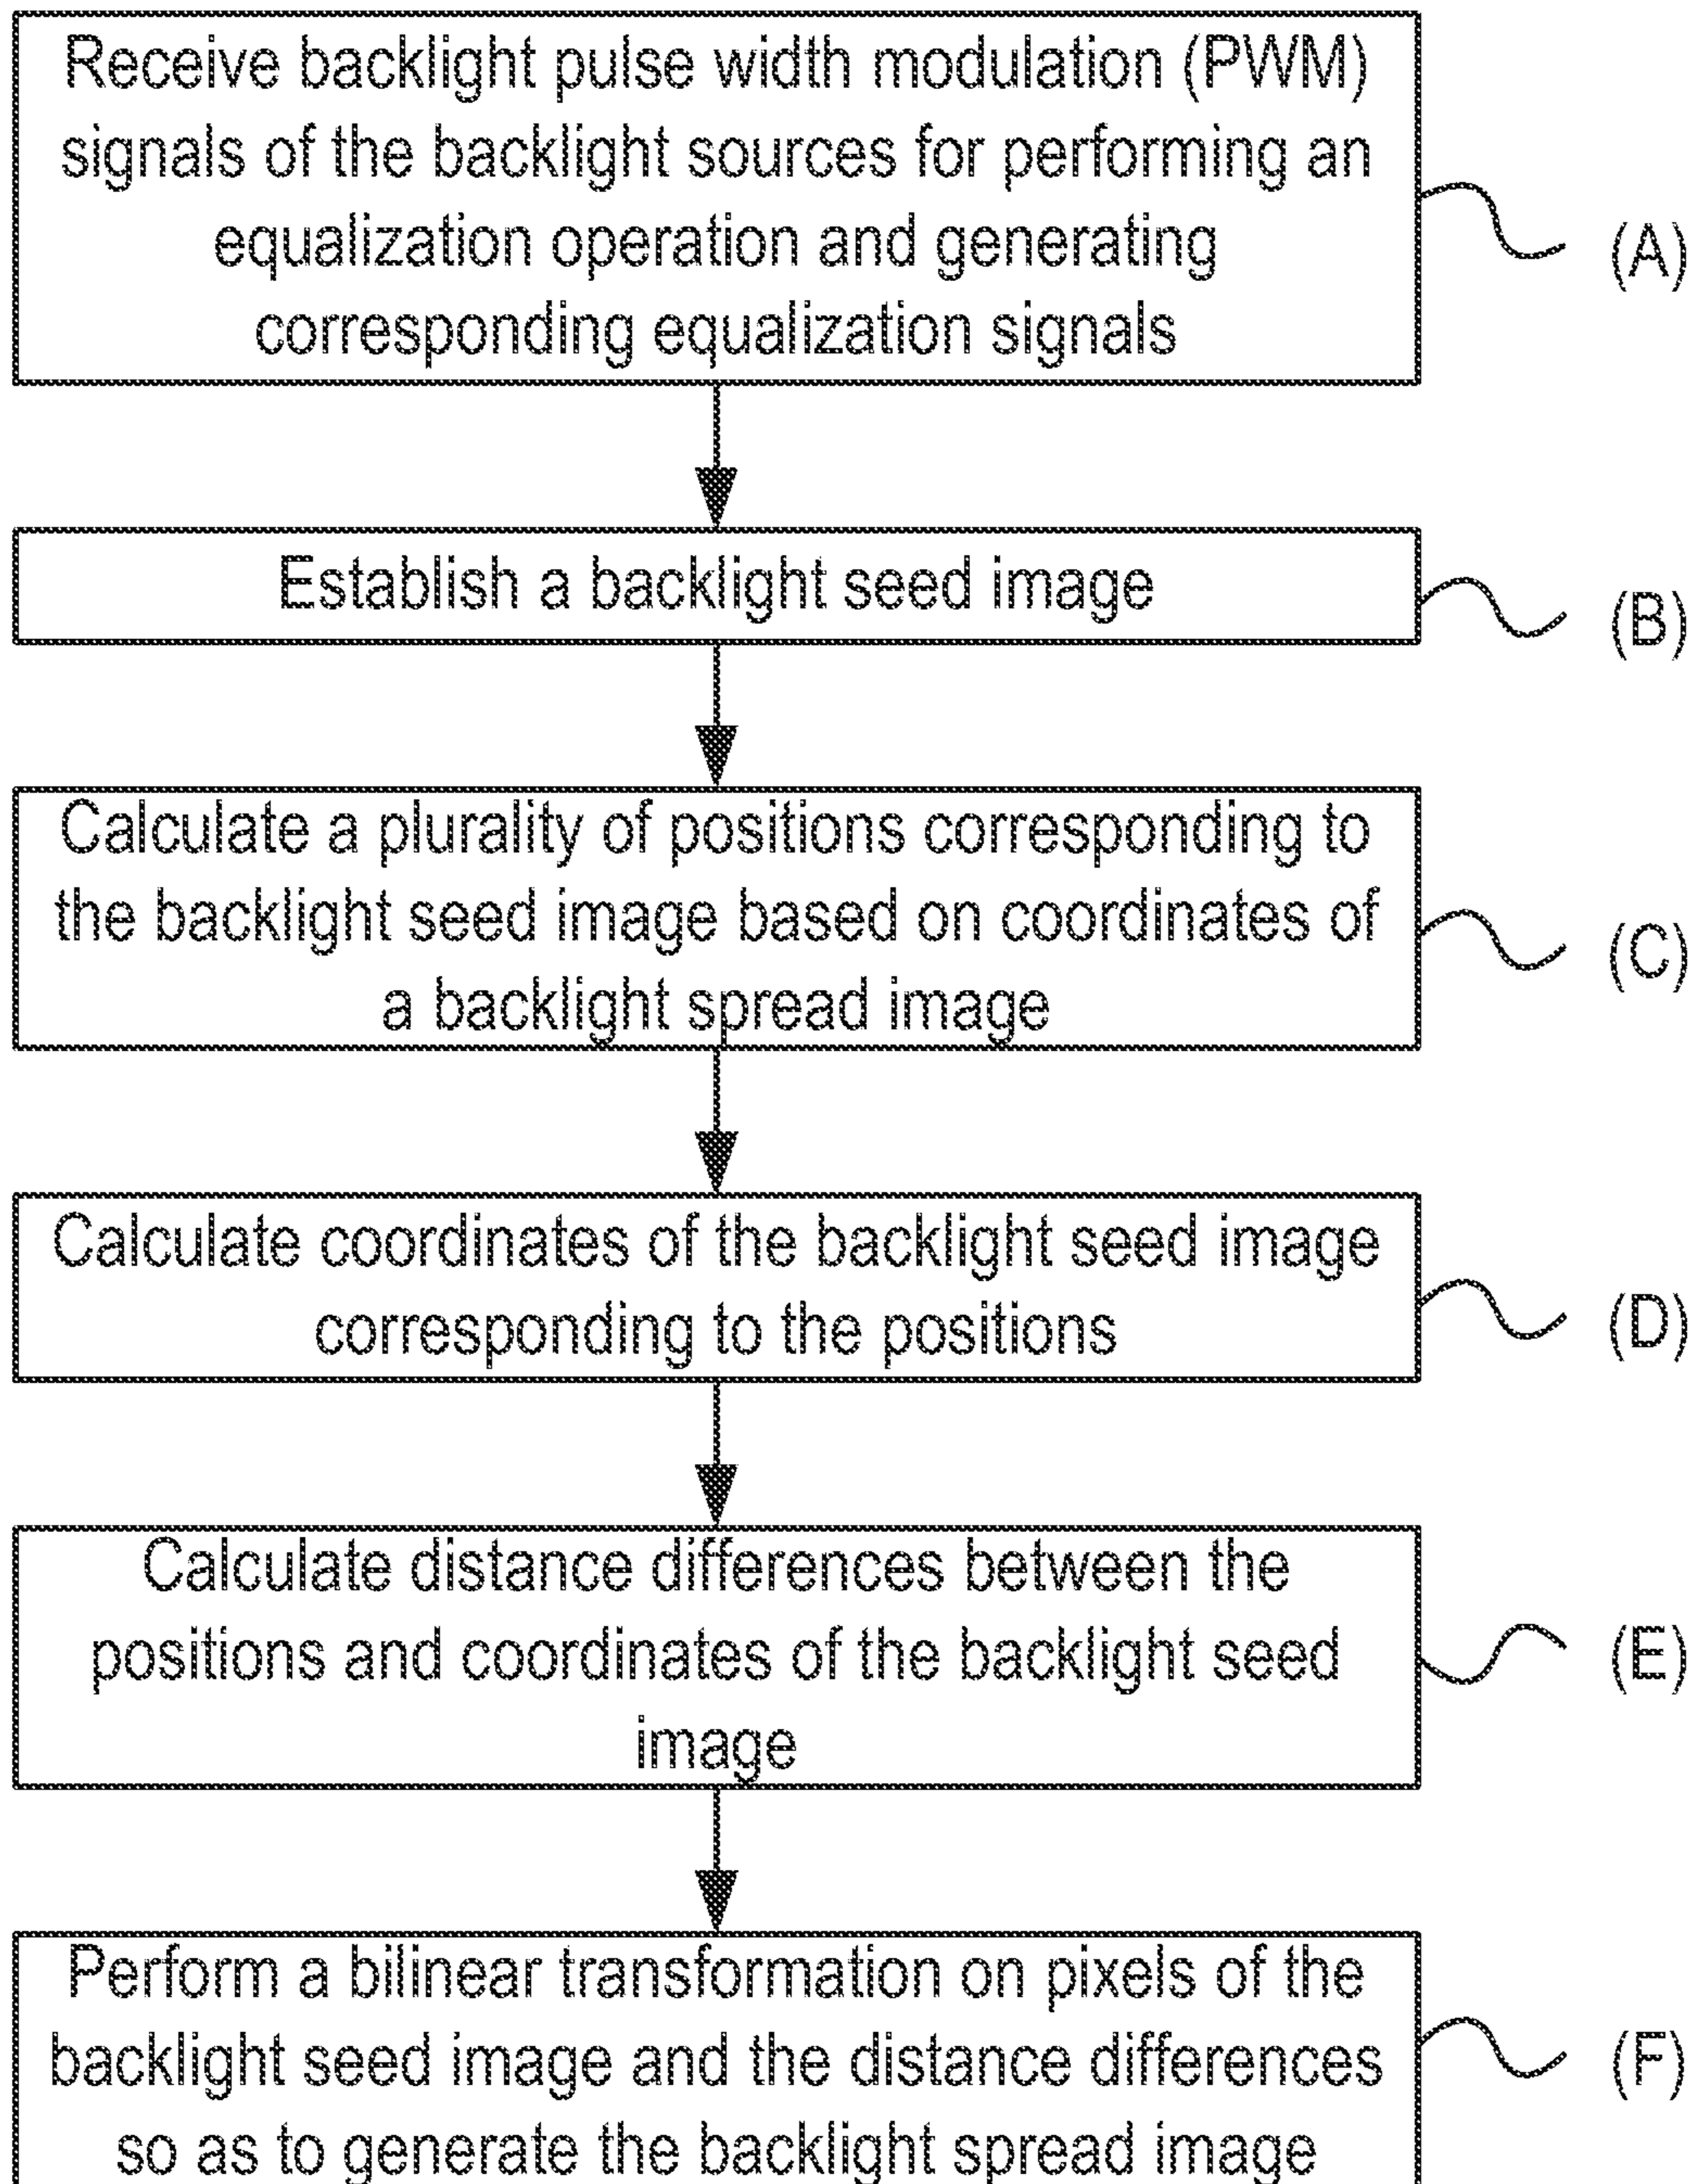 Receive backlight pulse width modulation (PWM)
signals of the backlight sources for performing an
equalization operation and generating
corresponding equalization signals
(A)
Establish a backlight seed image
(B)
Calculate a plurality of positions corresponding to
the backlight seed image based on coordinates of
a backlight spread image
(C)
Calculate coordinates of the backlight seed image
corresponding to the positions
(D)
Calculate distance differences between the
positions and coordinates of the backlight seed
image
(E)
Perform a bilinear transformation on pixels of the
backlight seed image and the distance differences
so as to generate the backlight spread image
(F)